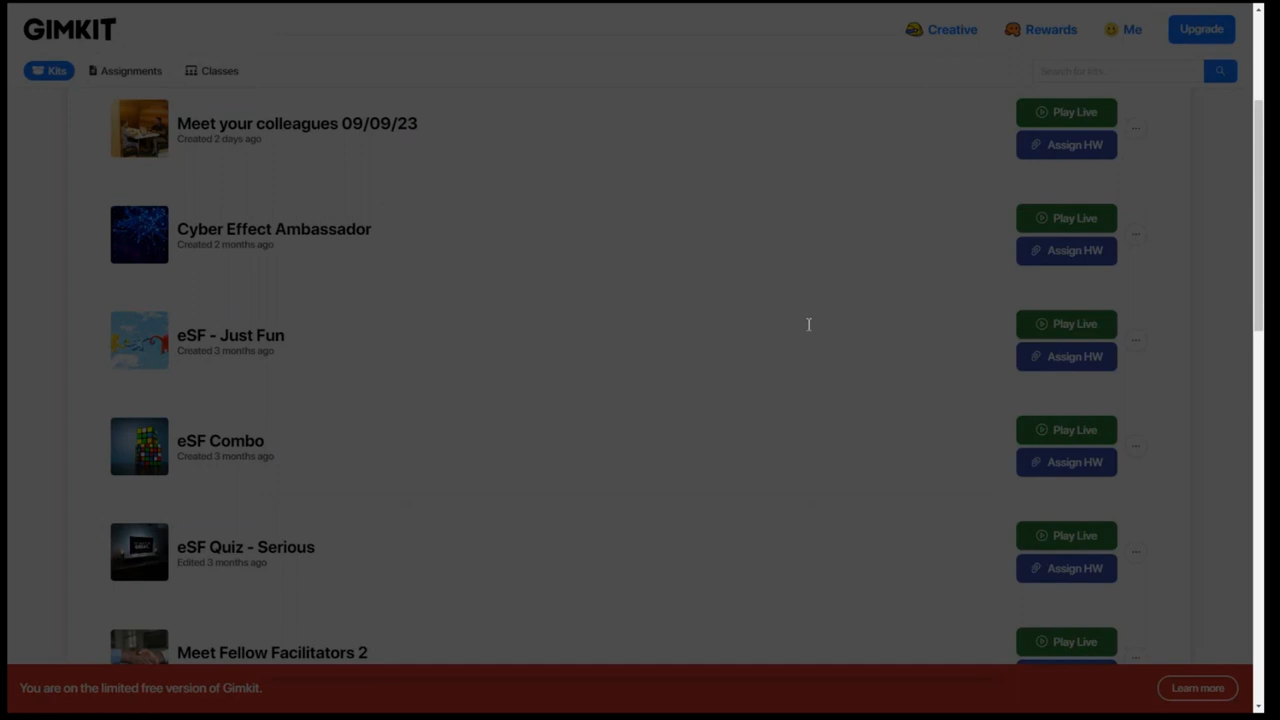 GIMKIT
Creative
Rewards
Me
Upgrade
Kits
Assignments
Classes
Search for kits...
Meet your colleagues 09/09/23
Created 2 days ago
Play Live
Assign HW
Cyber Effect Ambassador
Created 2 months ago
Play Live
Assign HW
eSF - Just Fun
Created 3 months ago
Play Live
Assign HW
eSF Combo
Created 3 months ago
Play Live
Assign HW
eSF Quiz - Serious
Edited 3 months ago
Play Live
Assign HW
Meet Fellow Facilitators 2
Play Live
You are on the limited free version of Gimkit.
Learn more